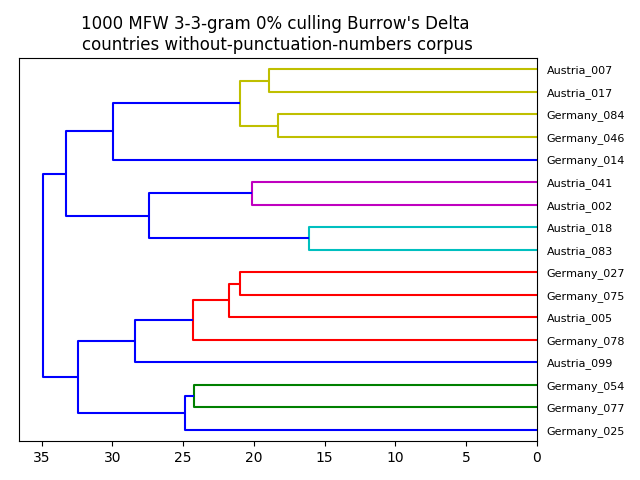 1000 MFW 3-3-gram 0% culling Burrow's Delta
countries without-punctuation-numbers corpus
Austria_007
Austria_017
Germany_084
Germany_046
Germany_014
Austria_041
Austria_002
Austria_018
Austria_083
Germany_027
Germany_075
Austria_005
Germany_078
Austria_099
Germany_054
Germany_077
Germany_025
35 30 25 20 15 10 5 0